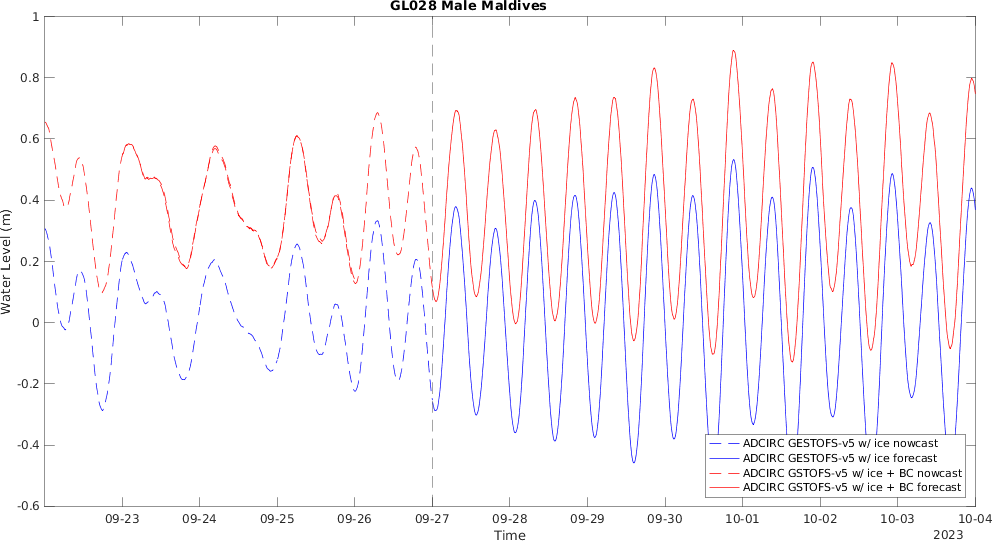 GL028 Male Maldives
Water Level (m)
1
0.8
0.6
0.4
0.2
0
-0.2
-0.4
-0.6
ADCIRC GESTOFS-v5 w/ ice nowcast
ADCIRC GESTOFS-v5 w/ ice forecast
ADCIRC GSTOFS-v5 w/ ice + BC nowcast
ADCIRC GSTOFS-v5 w/ ice + BC forecast
09-23 09-24 09-25 09-26 09-27 09-28 09-29 09-30 10-01 10-02 10-03 10-04
Time
2023